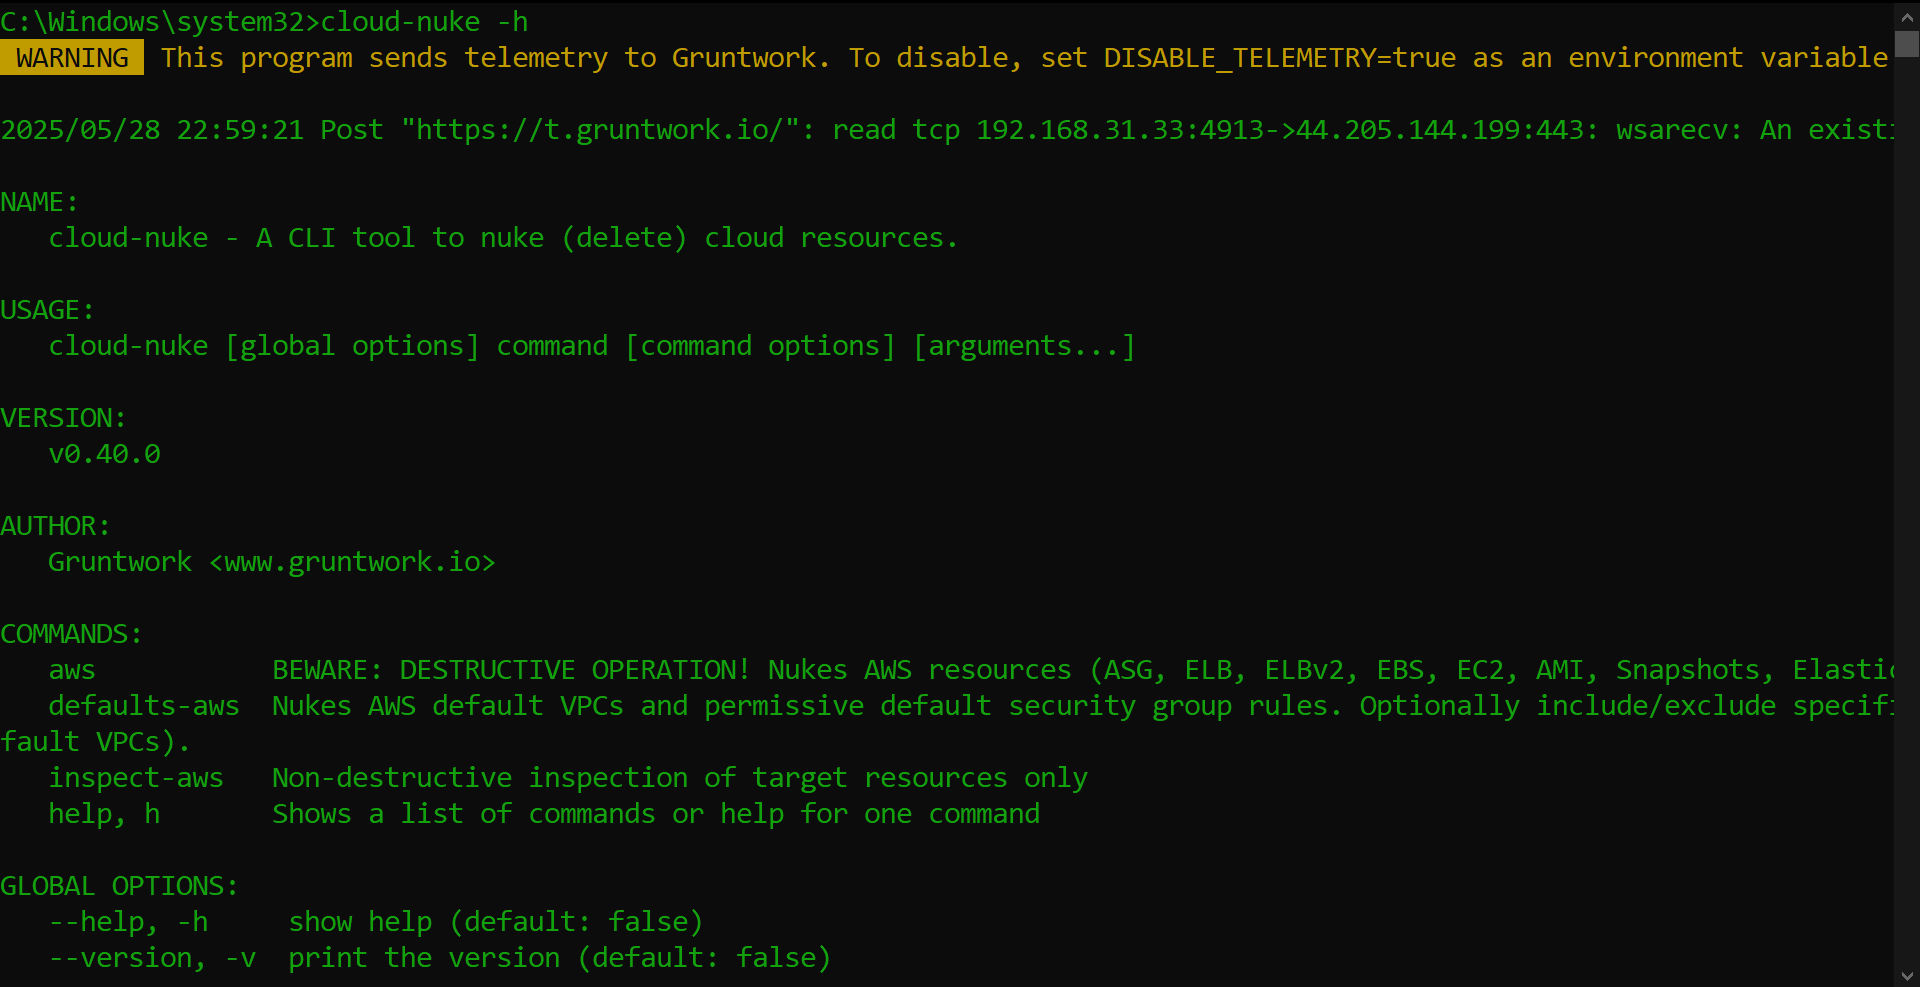 C:\Windows\system32>cloud-nuke -h
WARNING This program sends telemetry to Gruntwork. To disable, set DISABLE_TELEMETRY=true as an environment variable
2025/05/28 22:59:21 Post "https://t.gruntwork.io/": read tcp 192.168.31.33:4913->44.205.144.199:443: wsarecv: An existi
NAME:
cloud-nuke - A CLI tool to nuke (delete) cloud resources.
USAGE:
cloud-nuke [global options] command [command options] [arguments...]
VERSION:
v0.40.0
AUTHOR:
Gruntwork <www.gruntwork.io>
COMMANDS:
aws BEWARE: DESTRUCTIVE OPERATION! Nukes AWS resources (ASG, ELB, ELBv2, EBS, EC2, AMI, Snapshots, Elastic
defaults-aws Nukes AWS default VPCs and permissive default security group rules. Optionally include/exclude specifi
fault VPCs).
inspect-aws Non-destructive inspection of target resources only
help, h Shows a list of commands or help for one command
GLOBAL OPTIONS:
--help, -h show help (default: false)
--version, -v print the version (default: false)